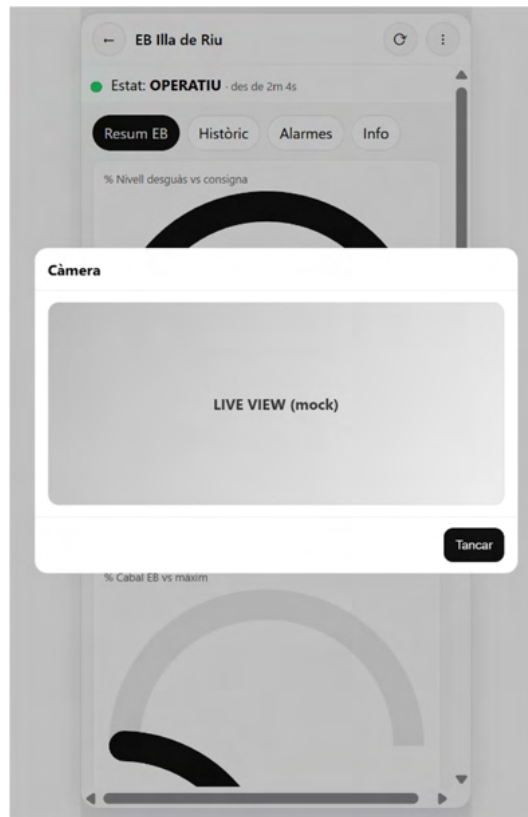 ← EB Illa de Riu
Estat: OPERATIU · des de 2m 4s
Resum EB Històric Alarmes Info
% Nivell desguàs vs consigna
Càmera
LIVE VIEW (mock)
Tancar
% Cabal EB vs màxim